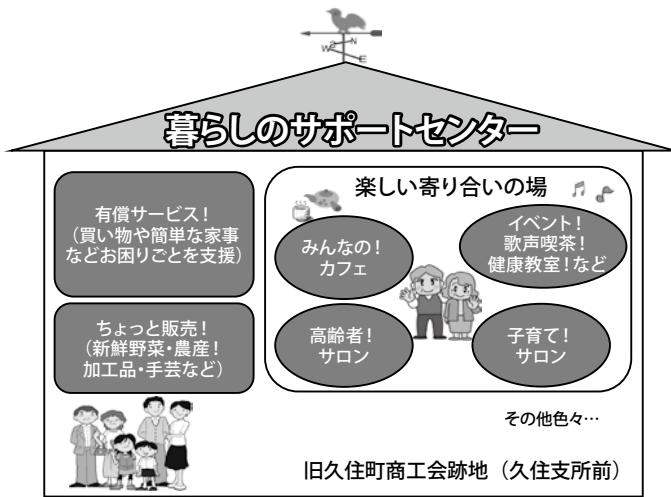 N
S
W
E
暮らしのサポートセンター
有償サービス！
（買い物や簡単な家事
などお困りごとを支援）
ちょっと販売！
（新鮮野菜・農産！
加工品・手芸など）
楽しい寄り合いの場
みんなの！
カフェ
イベント！
歌声喫茶！
健康教室！など
高齢者！
サロン
子育て！
サロン
その他色々…
旧久住町商工会跡地（久住支所前）